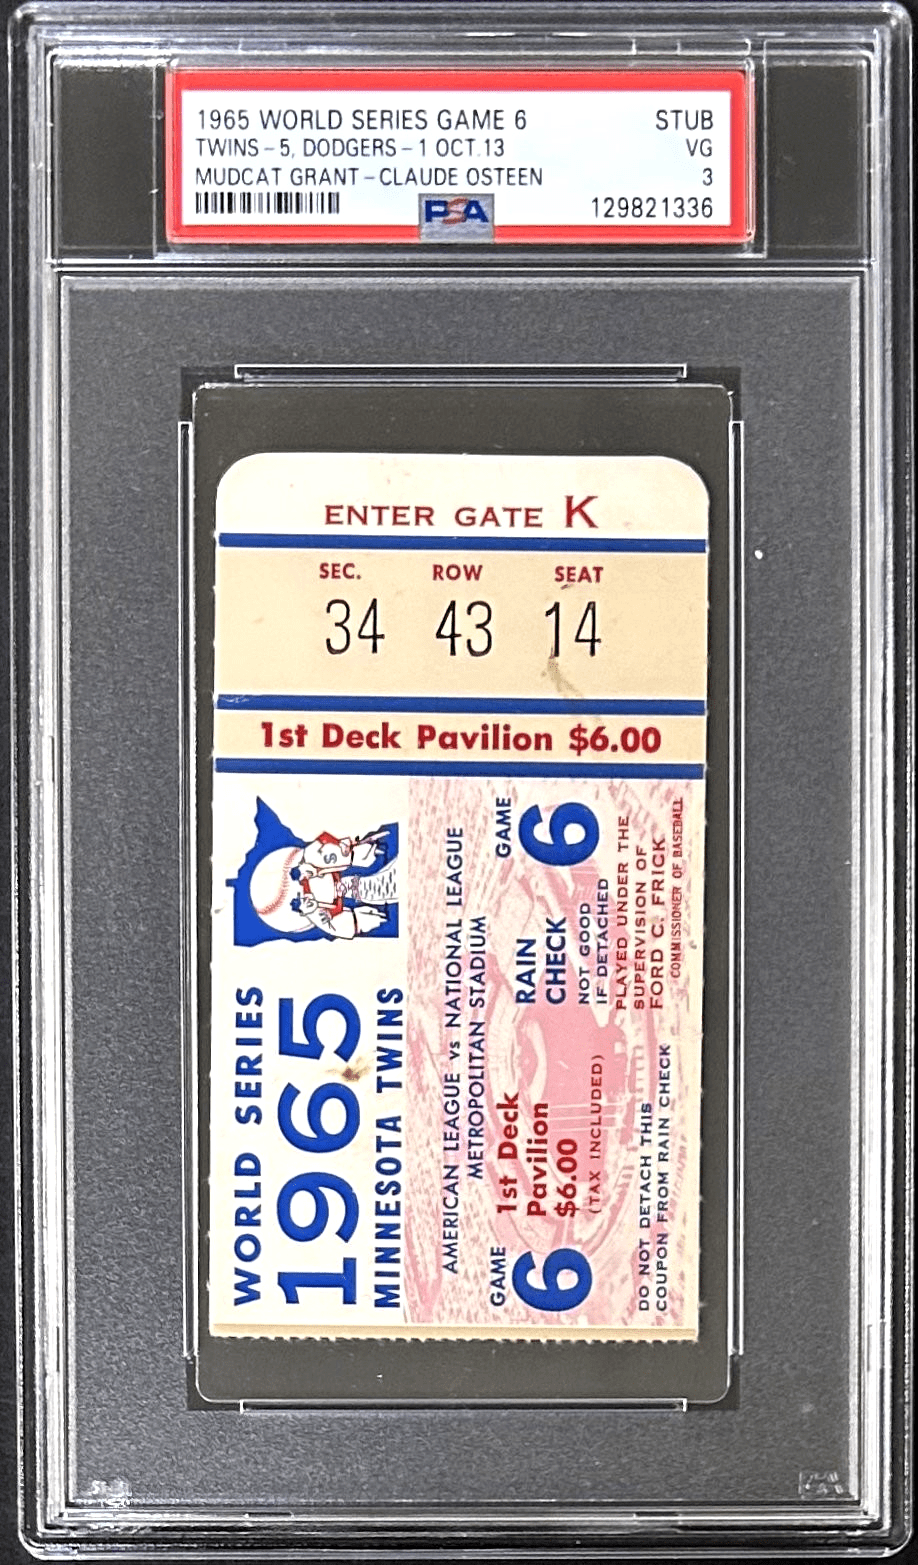 1965 WORLD SERIES GAME 6 STUB
TWINS-5, DODGERS-1 OCT.13 VG
MUDCAT GRANT-CLAUDE OSTEEN 3
PSA 129821336
ENTER GATE K
SEC. ROW SEAT
34 43 14
1st Deck Pavilion $6.00
WORLD SERIES
1965
MINNESOTA TWINS
AMERICAN LEAGUE vs NATIONAL LEAGUE
METROPOLITAN STADIUM
GAME
6
1st Deck
Pavilion
$6.00
(TAX INCLUDED)
RAIN
CHECK
NOT GOOD
IF DETACHED
GAME
6
PLAYED UNDER THE
SUPERVISION OF
FORD C. FRICK
COMMISSIONER OF BASEBALL
DO NOT DETACH THIS
COUPON FROM RAIN CHECK